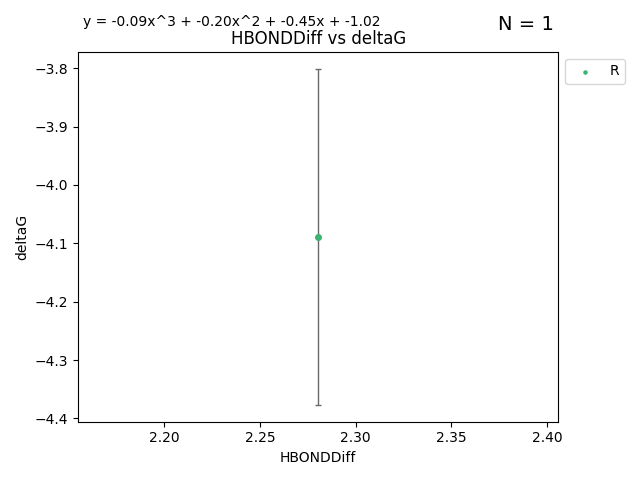 y = -0.09x^3 + -0.20x^2 + -0.45x + -1.02
N = 1
HBONDDiff vs deltaG
R
−3.8
−3.9
−4.0
−4.1
−4.2
−4.3
−4.4
deltaG
2.20
2.25
2.30
2.35
2.40
HBONDDiff